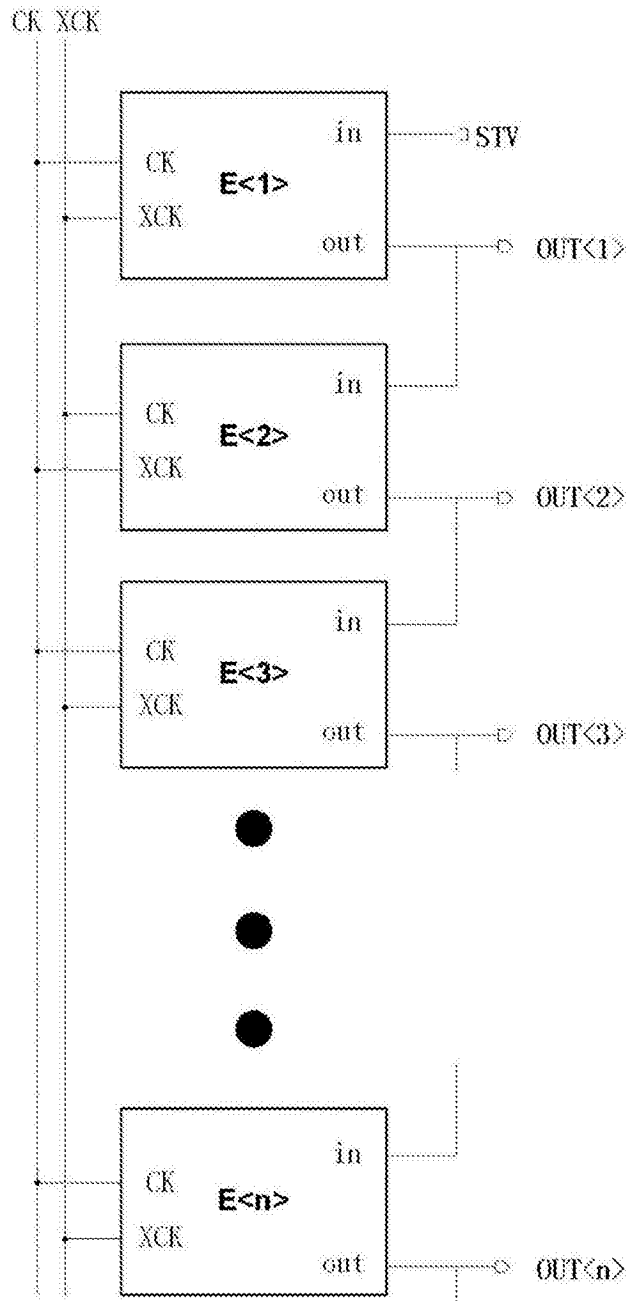 CK XCK
in
STV
CK
E<1>
XCK
out
OUT<1>
in
CK
E<2>
XCK
out
OUT<2>
in
CK
E<3>
XCK
out
OUT<3>
in
CK
E<n>
XCK
out
OUT<n>